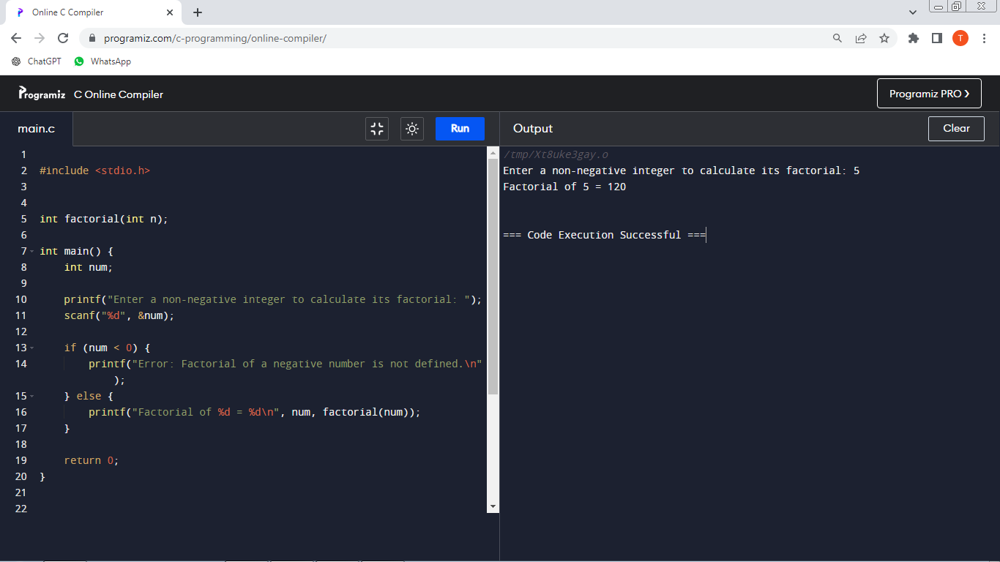 Online C Compiler
programiz.com/c-programming/online-compiler/
T
ChatGPT WhatsApp
Programiz C Online Compiler Programiz PRO ❯
main.c Run Output Clear
1
2 #include <stdio.h>
3
4
5 int factorial(int n);
6
7 int main() {
8 int num;
9
10 printf("Enter a non-negative integer to calculate its factorial: ");
11 scanf("%d", &num);
12
13 if (num < 0) {
14 printf("Error: Factorial of a negative number is not defined.\n"
);
15 } else {
16 printf("Factorial of %d = %d\n", num, factorial(num));
17 }
18
19 return 0;
20 }
21
22
/tmp/Xt8uke3gay.o
Enter a non-negative integer to calculate its factorial: 5
Factorial of 5 = 120
=== Code Execution Successful ===